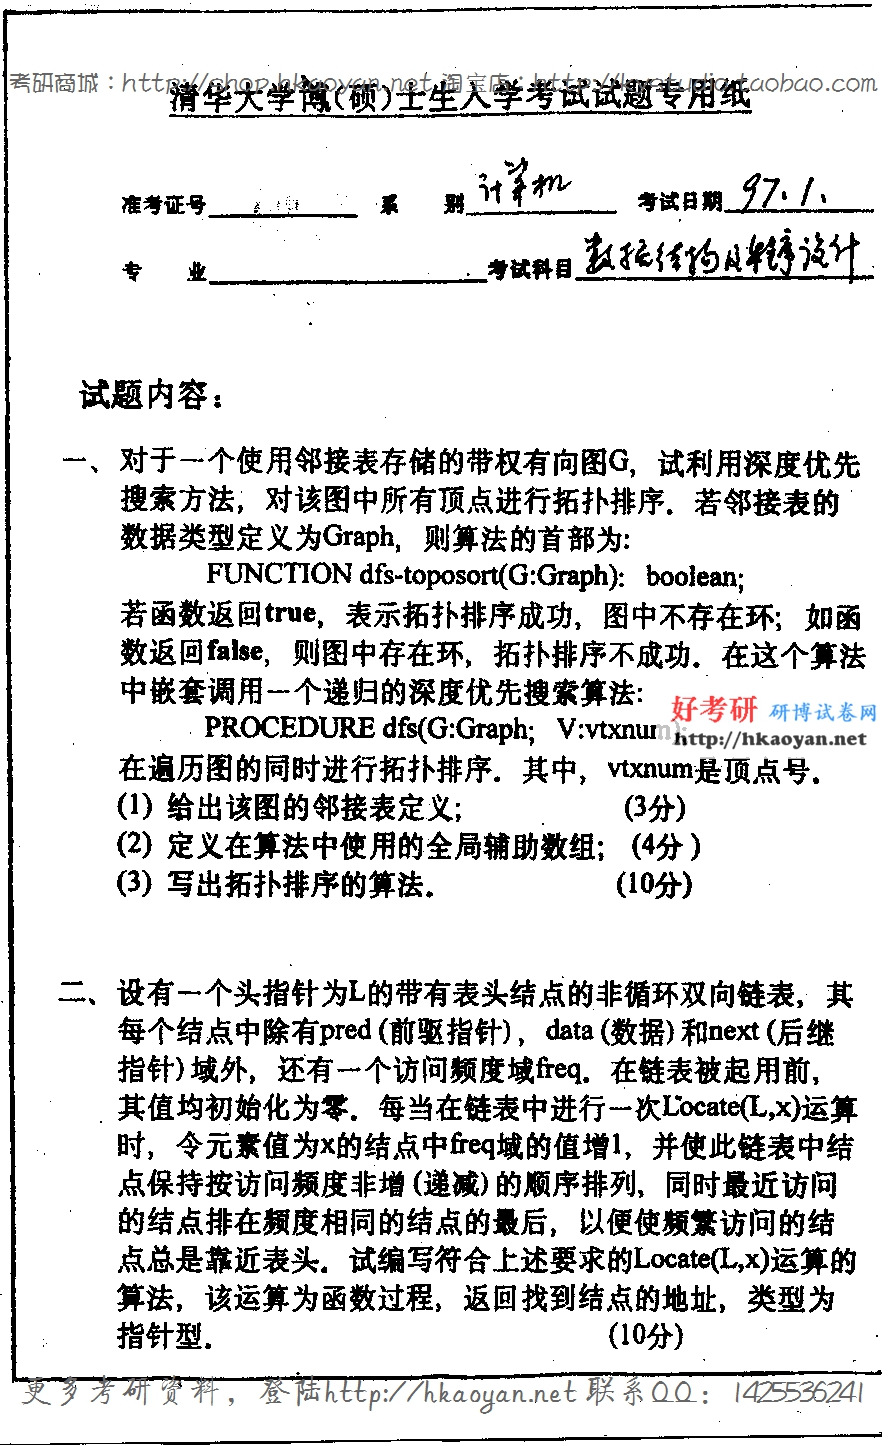 考研商城：http://shop.hkaoyan.net 淘宝店：http://kaostudio.taobao.com
清华大学博(硕)士生入学考试试题专用纸
准考证号 系 别 计算机 考试日期 97.1.
专 业 考试科目 数据结构及程序设计
试题内容：
一、对于一个使用邻接表存储的带权有向图G，试利用深度优先
搜索方法，对该图中所有顶点进行拓扑排序．若邻接表的
数据类型定义为Graph，则算法的首部为:
FUNCTION dfs-toposort(G:Graph)： boolean;
若函数返回true，表示拓扑排序成功，图中不存在环；如函
数返回false，则图中存在环，拓扑排序不成功．在这个算法
中嵌套调用一个递归的深度优先搜索算法:
PROCEDURE dfs(G:Graph; V:vtxnum);
好考研 研博试卷网
http://hkaoyan.net
在遍历图的同时进行拓扑排序．其中，vtxnum是顶点号．
(1) 给出该图的邻接表定义; (3分)
(2) 定义在算法中使用的全局辅助数组; (4分)
(3) 写出拓扑排序的算法． (10分)
二、设有一个头指针为L的带有表头结点的非循环双向链表，其
每个结点中除有pred (前驱指针)，data (数据) 和next (后继
指针) 域外，还有一个访问频度域freq．在链表被起用前，
其值均初始化为零．每当在链表中进行一次Locate(L,x)运算
时，令元素值为x的结点中freq域的值增1，并使此链表中结
点保持按访问频度非增 (递减) 的顺序排列，同时最近访问
的结点排在频度相同的结点的最后，以便使频繁访问的结
点总是靠近表头．试编写符合上述要求的Locate(L,x)运算的
算法，该运算为函数过程，返回找到结点的地址，类型为
指针型． (10分)
更多考研资料，登陆http://hkaoyan.net 联系QQ：1425536241